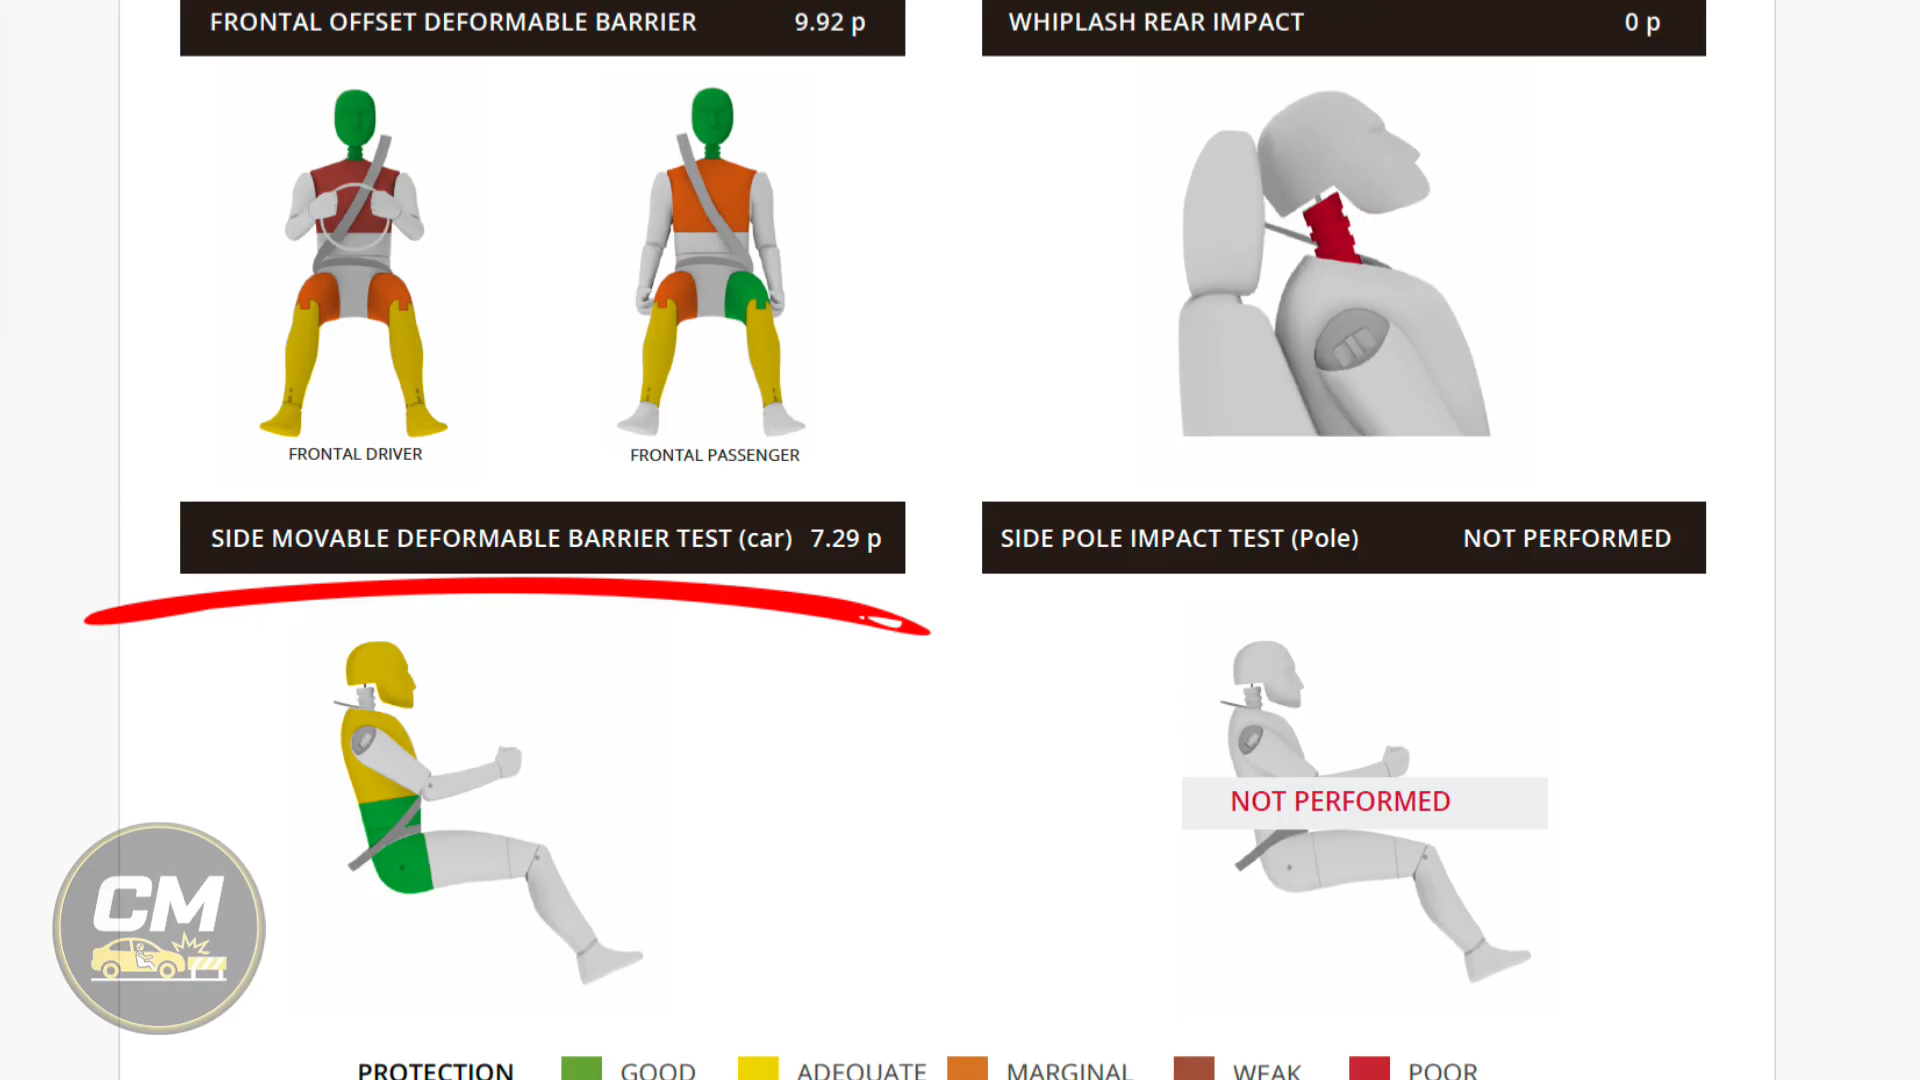 FRONTAL OFFSET DEFORMABLE BARRIER 9.92 p
WHIPLASH REAR IMPACT 0 p
FRONTAL DRIVER
FRONTAL PASSENGER
SIDE MOVABLE DEFORMABLE BARRIER TEST (car) 7.29 p
SIDE POLE IMPACT TEST (Pole) NOT PERFORMED
NOT PERFORMED
CM
PROTECTION GOOD ADEQUATE MARGINAL WEAK POOR